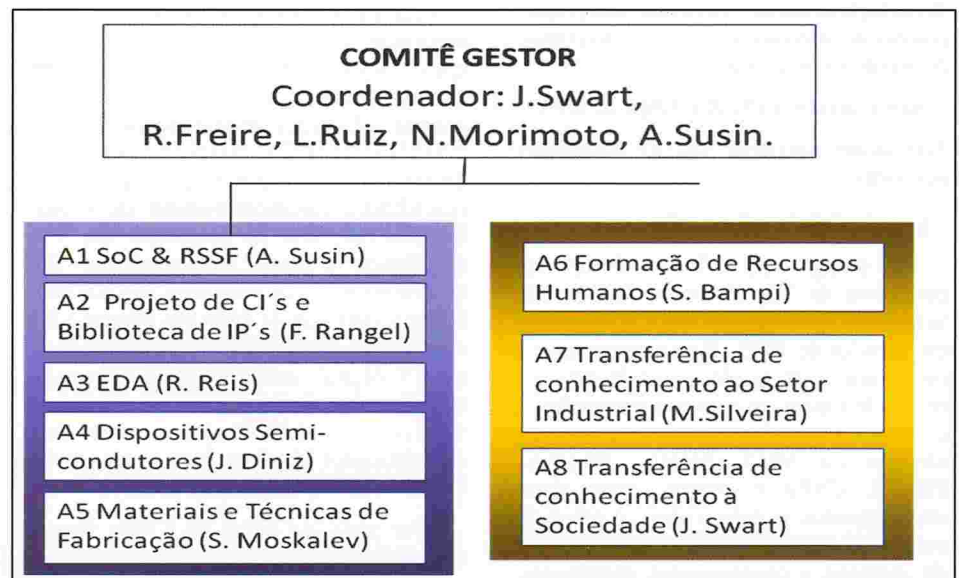 COMITÊ GESTOR
Coordenador: J.Swart,
R.Freire, L.Ruiz, N.Morimoto, A.Susin.
A1 SoC & RSSF (A. Susin)
A2 Projeto de CI´s e
Biblioteca de IP´s (F. Rangel)
A3 EDA (R. Reis)
A4 Dispositivos Semi-
condutores (J. Diniz)
A5 Materiais e Técnicas de
Fabricação (S. Moskalev)
A6 Formação de Recursos
Humanos (S. Bampi)
A7 Transferência de
conhecimento ao Setor
Industrial (M.Silveira)
A8 Transferência de
conhecimento à
Sociedade (J. Swart)